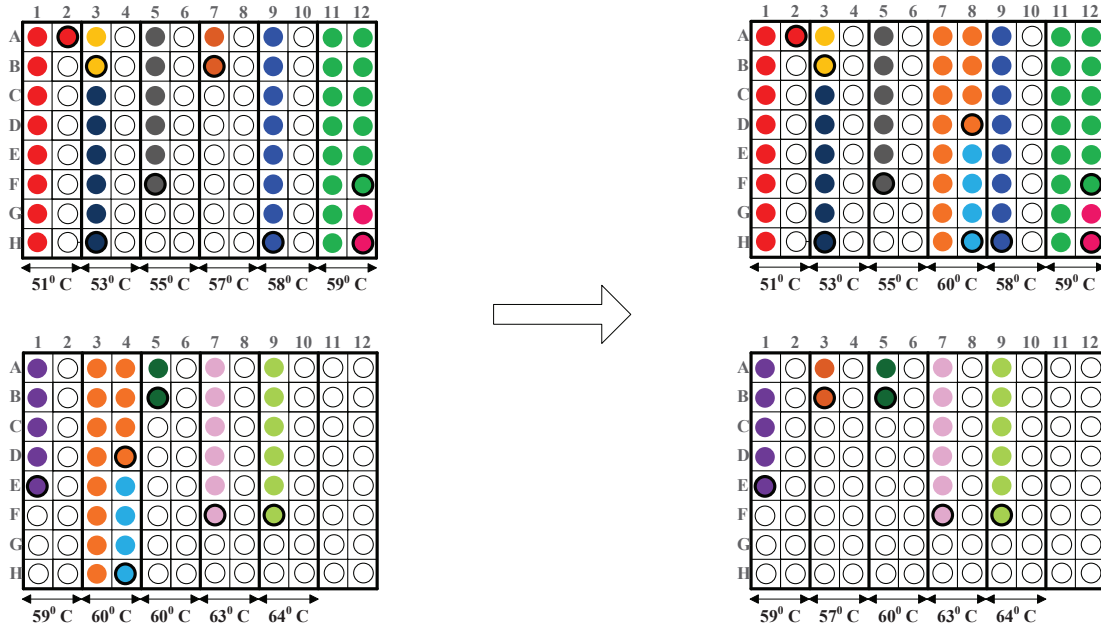 1 2 3 4 5 6 7 8 9 10 11 12
A
B
C
D
E
F
G
H
51⁰ C 53⁰ C 55⁰ C 57⁰ C 58⁰ C 59⁰ C
1 2 3 4 5 6 7 8 9 10 11 12
A
B
C
D
E
F
G
H
59⁰ C 60⁰ C 60⁰ C 63⁰ C 64⁰ C
1 2 3 4 5 6 7 8 9 10 11 12
A
B
C
D
E
F
G
H
51⁰ C 53⁰ C 55⁰ C 60⁰ C 58⁰ C 59⁰ C
1 2 3 4 5 6 7 8 9 10 11 12
A
B
C
D
E
F
G
H
59⁰ C 57⁰ C 60⁰ C 63⁰ C 64⁰ C